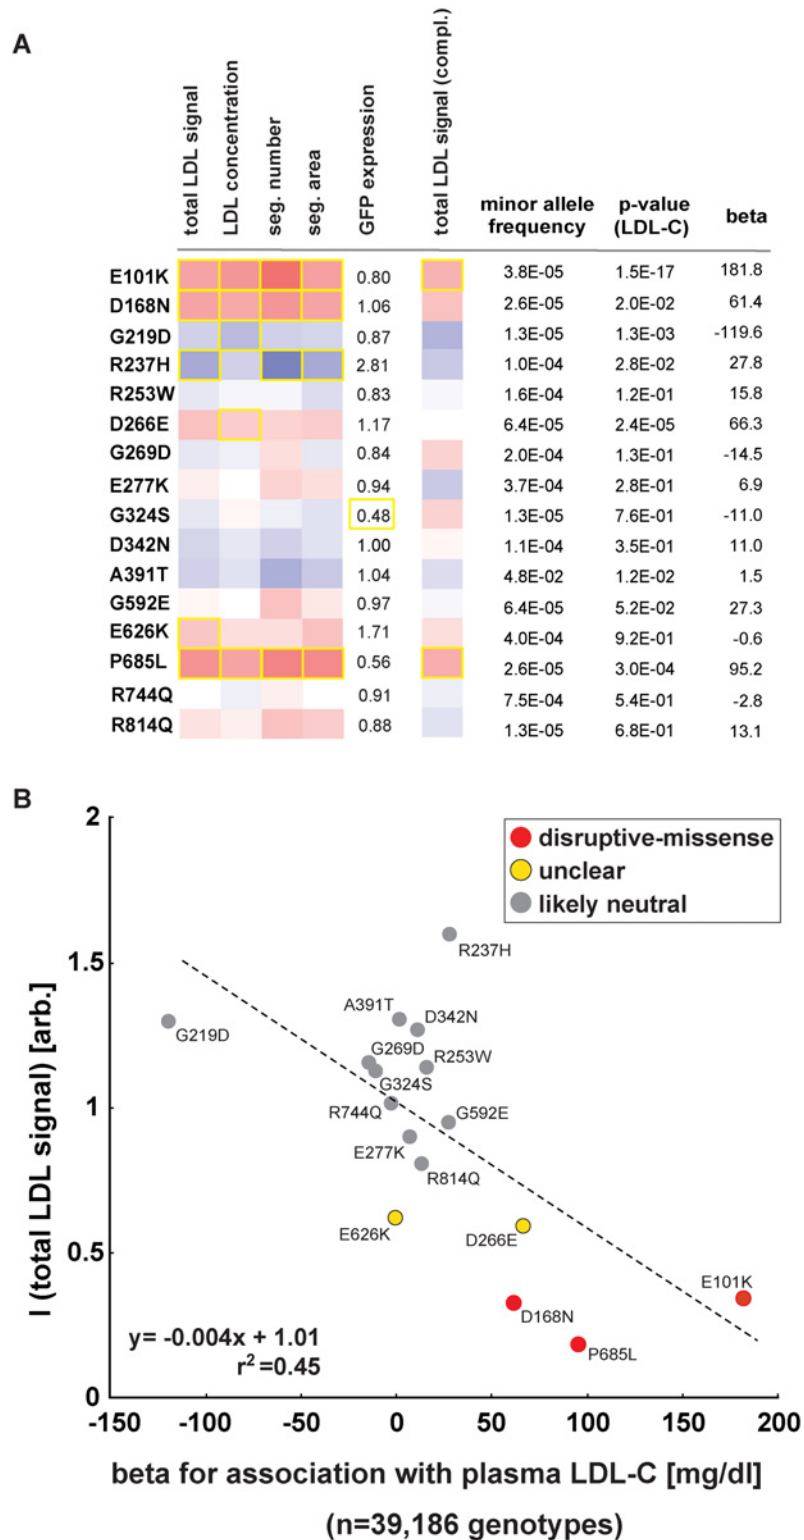 A
total LDL signal
LDL concentration
seg. number
seg. area
GFP expression
total LDL signal (compl.)
minor allele frequency
p-value (LDL-C)
beta
E101K 0.80 3.8E-05 1.5E-17 181.8
D168N 1.06 2.6E-05 2.0E-02 61.4
G219D 0.87 1.3E-05 1.3E-03 -119.6
R237H 2.81 1.0E-04 2.8E-02 27.8
R253W 0.83 1.6E-04 1.2E-01 15.8
D266E 1.17 6.4E-05 2.4E-05 66.3
G269D 0.84 2.0E-04 1.3E-01 -14.5
E277K 0.94 3.7E-04 2.8E-01 6.9
G324S 0.48 1.3E-05 7.6E-01 -11.0
D342N 1.00 1.1E-04 3.5E-01 11.0
A391T 1.04 4.8E-02 1.2E-02 1.5
G592E 0.97 6.4E-05 5.2E-02 27.3
E626K 1.71 4.0E-04 9.2E-01 -0.6
P685L 0.56 2.6E-05 3.0E-04 95.2
R744Q 0.91 7.5E-04 5.4E-01 -2.8
R814Q 0.88 1.3E-05 6.8E-01 13.1
B
2
disruptive-missense
unclear
likely neutral
R237H
1.5
A391T
D342N
G219D
G269D
R253W
G324S
1
R744Q
G592E
E277K
R814Q
E626K
D266E
0.5
E101K
D168N
P685L
y= -0.004x + 1.01
r² =0.45
0
I (total LDL signal) [arb.]
-150 -100 -50 0 50 100 150 200
beta for association with plasma LDL-C [mg/dl]
(n=39,186 genotypes)